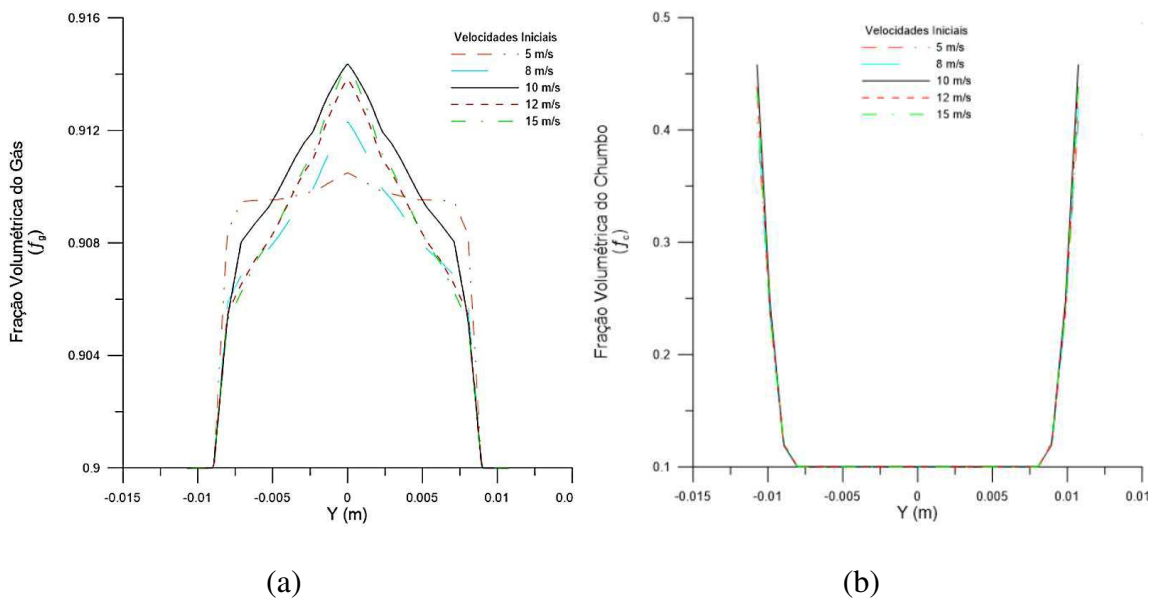 0.916
0.912
0.908
0.904
0.9
Fração Volumétrica do Gás
(fg)
Velocidades Iniciais
5 m/s
8 m/s
10 m/s
12 m/s
15 m/s
-0.015 -0.01 -0.005 0 0.005 0.01 0.0
Y (m)
(a)
0.5
0.4
0.3
0.2
0.1
Fração Volumétrica do Chumbo
(fc)
Velocidades Iniciais
5 m/s
8 m/s
10 m/s
12 m/s
15 m/s
-0.015 -0.01 -0.005 0 0.005 0.01 0.01
Y (m)
(b)